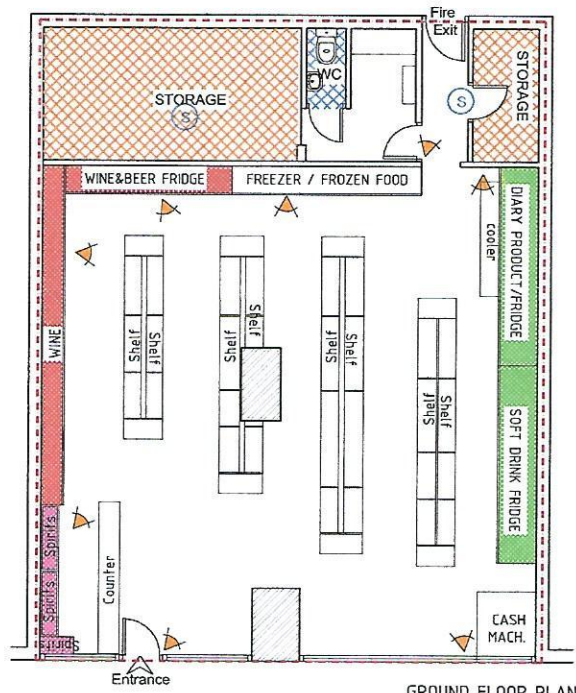 Fire
Exit
WC
STORAGE
S
S
STORAGE
WINE&BEER FRIDGE
FREEZER / FROZEN FOOD
cooler
DIARY PRODUCT/FRIDGE
WINE
Shelf
Shelf
Shelf
Shelf
Shelf
Shelf
Shelf
Shelf
SOFT DRINK FRIDGE
Spirits
Spirits
Spirits
Counter
CASH
MACH.
Entrance
GROUND FLOOR PLAN